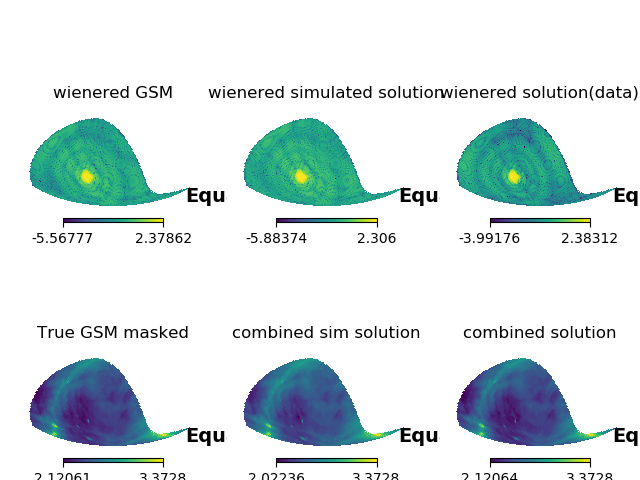 wienered GSM
wienered simulated solution
wienered solution(data)
Equ
Equ
Eq
-5.56777 2.37862
-5.88374 2.306
-3.99176 2.38312
True GSM masked
combined sim solution
combined solution
Equ
Equ
Eq
2.12061 3.3728
2.02236 3.3728
2.12064 3.3728